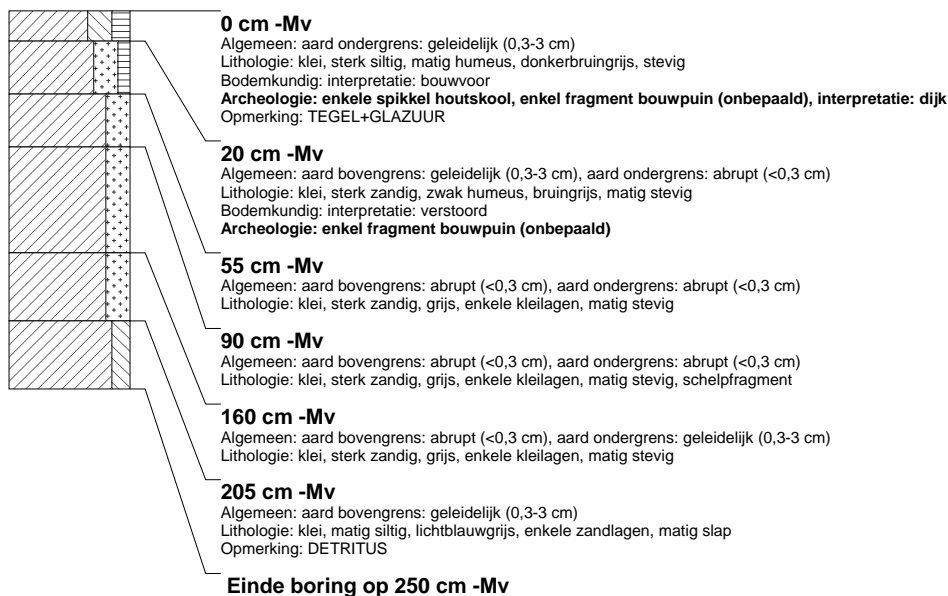 0 cm -Mv
Algemeen: aard ondergrens: geleidelijk (0,3-3 cm)
Lithologie: klei, sterk siltig, matig humeus, donkerbruingrijs, stevig
Bodemkundig: interpretatie: bouwvoor
Archeologie: enkele spikkel houtskool, enkel fragment bouwpuin (onbepaald), interpretatie: dijk
Opmerking: TEGEL+GLAZUUR
20 cm -Mv
Algemeen: aard bovengrens: geleidelijk (0,3-3 cm), aard ondergrens: abrupt (<0,3 cm)
Lithologie: klei, sterk zandig, zwak humeus, bruingrijs, matig stevig
Bodemkundig: interpretatie: verstoord
Archeologie: enkel fragment bouwpuin (onbepaald)
55 cm -Mv
Algemeen: aard bovengrens: abrupt (<0,3 cm), aard ondergrens: abrupt (<0,3 cm)
Lithologie: klei, sterk zandig, grijs, enkele kleilagen, matig stevig
90 cm -Mv
Algemeen: aard bovengrens: abrupt (<0,3 cm), aard ondergrens: abrupt (<0,3 cm)
Lithologie: klei, sterk zandig, grijs, enkele kleilagen, matig stevig, schelpfragment
160 cm -Mv
Algemeen: aard bovengrens: abrupt (<0,3 cm), aard ondergrens: geleidelijk (0,3-3 cm)
Lithologie: klei, sterk zandig, grijs, enkele kleilagen, matig stevig
205 cm -Mv
Algemeen: aard bovengrens: geleidelijk (0,3-3 cm)
Lithologie: klei, matig siltig, lichtblauwgrijs, enkele zandlagen, matig slap
Opmerking: DETRITUS
Einde boring op 250 cm -Mv